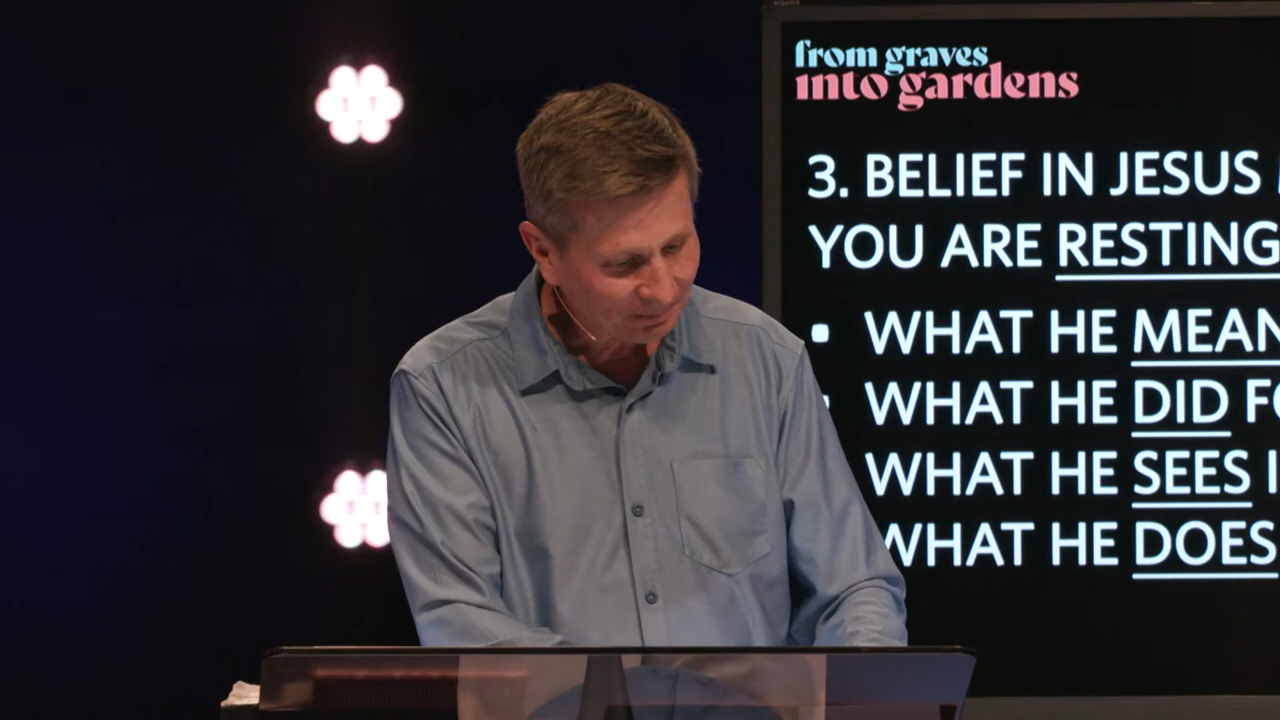 from graves
into gardens
3. BELIEF IN JESUS
YOU ARE RESTING
• WHAT HE MEAN
WHAT HE DID FO
WHAT HE SEES I
WHAT HE DOES